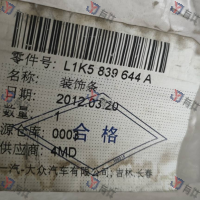 有功
零件号: L1K5 839 644 A
名称: 装饰条
日期: 2012.03.20
数量: 1
源仓库: 0003
合格
供应商: 4MD
汽-大众汽车有限公司;吉林.长春